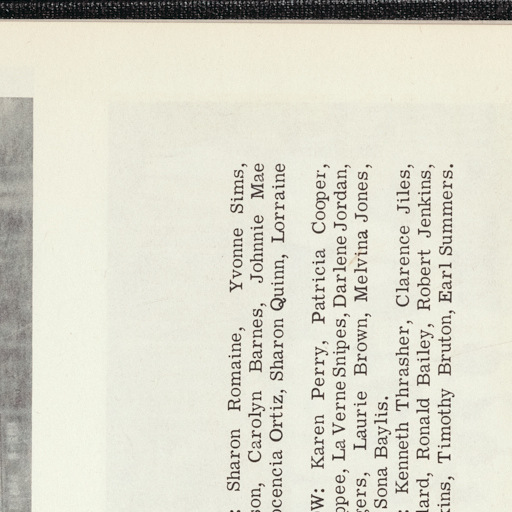 : Sharon Romaine, Yvonne Sims,
son, Carolyn Barnes, Johnnie Mae
ocencia Ortiz, Sharon Quinn, Lorraine
W: Karen Perry, Patricia Cooper,
ppee, La Verne Snipes, Darlene Jordan,
ers, Laurie Brown, Melvina Jones,
Sona Baylis.
: Kenneth Thrasher, Clarence Jiles,
lard, Ronald Bailey, Robert Jenkins,
kins, Timothy Bruton, Earl Summers.